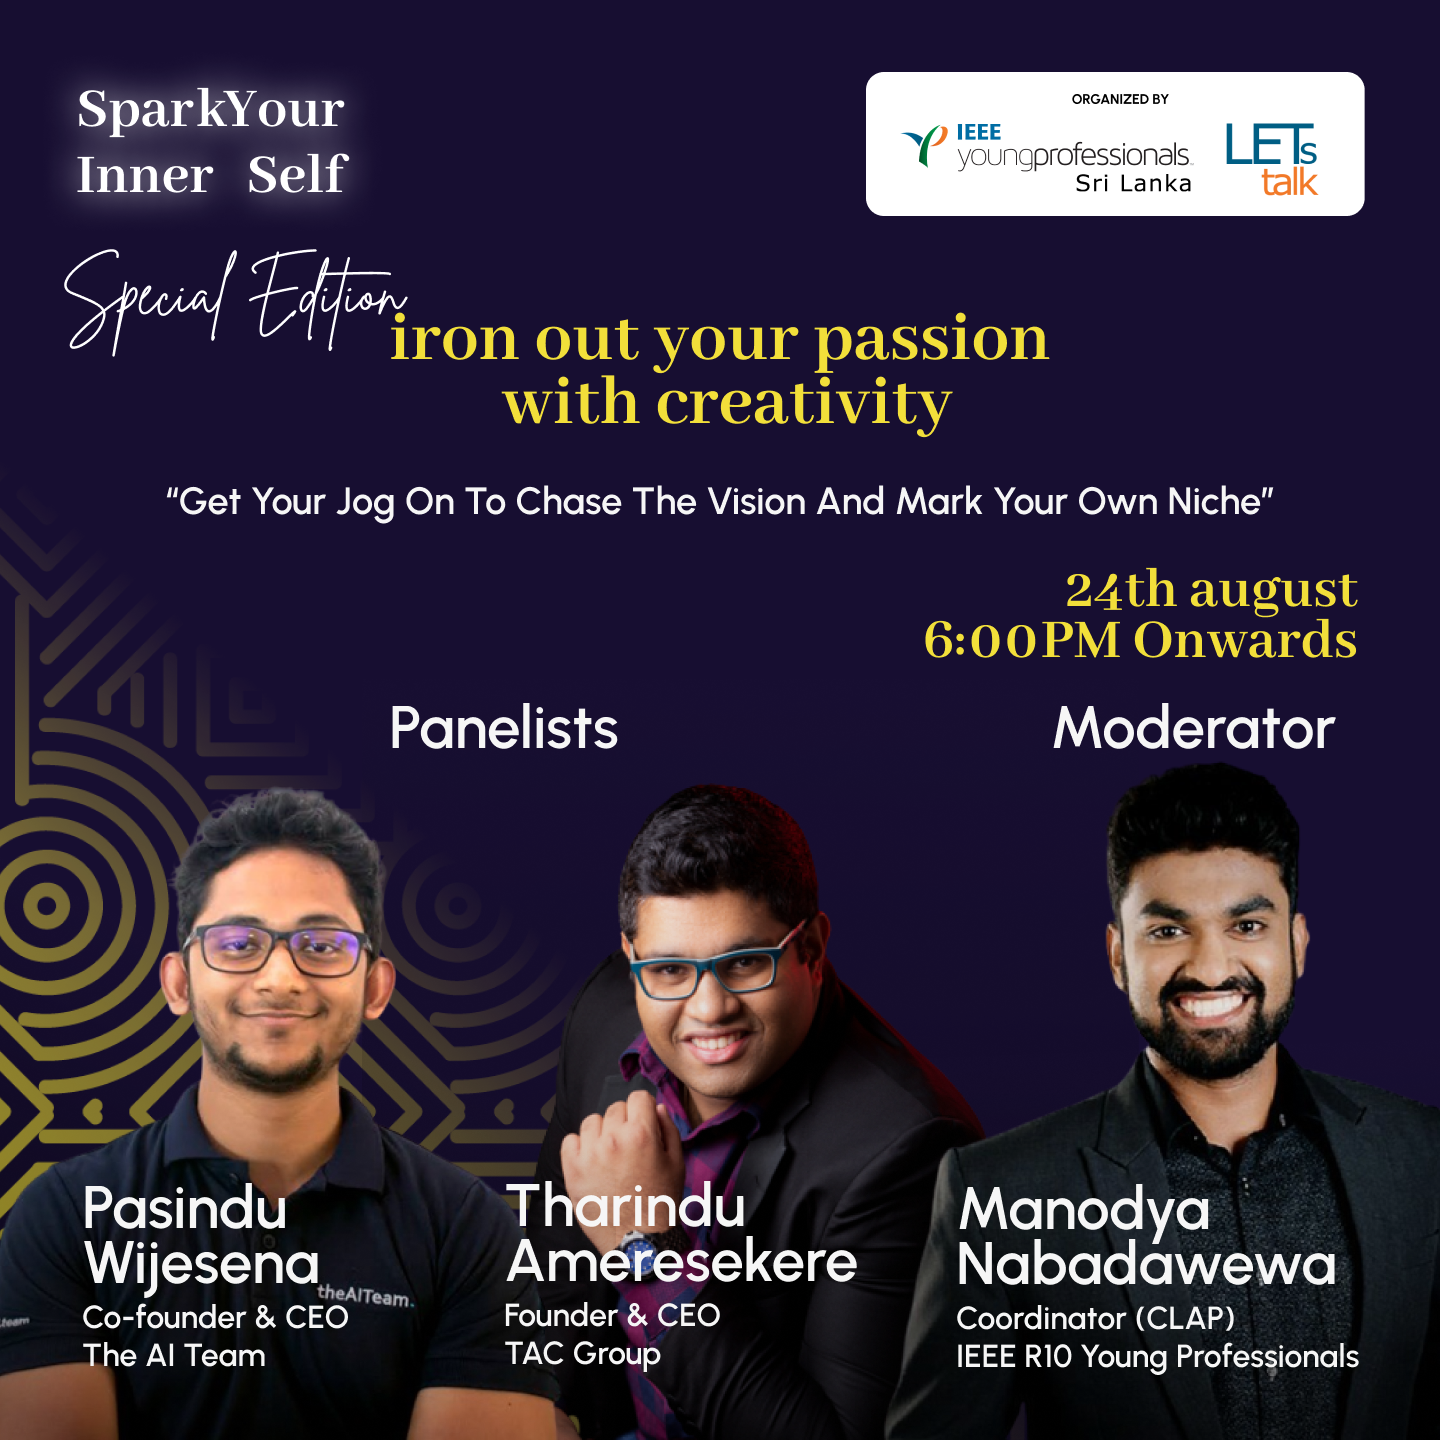 SparkYour
Inner Self
Special Edition
ORGANIZED BY
IEEE
youngprofessionals
Sri Lanka
LETs
talk
iron out your passion
with creativity
“Get Your Jog On To Chase The Vision And Mark Your Own Niche”
24th august
6:00PM Onwards
Panelists
Moderator
Pasindu
Wijesena
theAITeam.
Co-founder & CEO
The AI Team
Tharindu
Ameresekere
Founder & CEO
TAC Group
Manodya
Nabadawewa
Coordinator (CLAP)
IEEE R10 Young Professionals